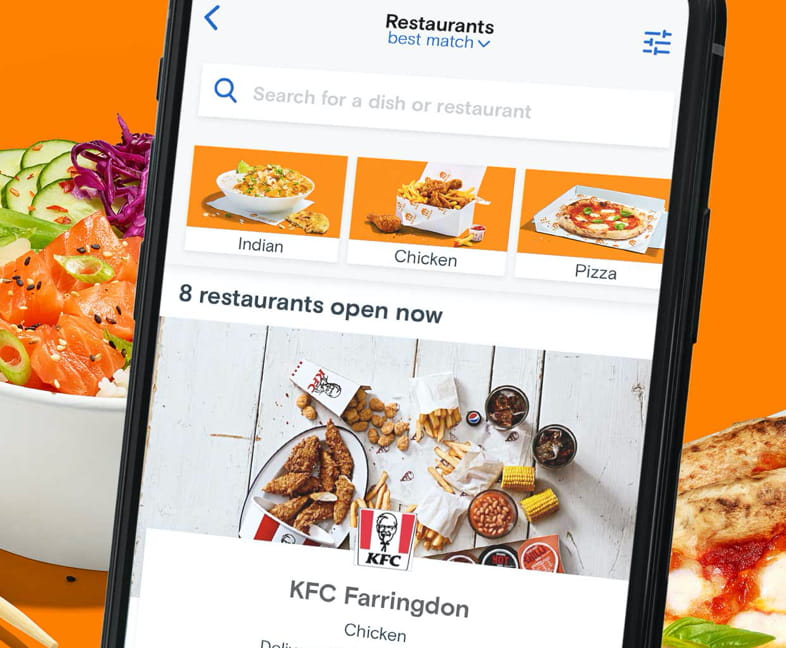 Restaurants
best match
Search for a dish or restaurant
Indian
Chicken
Pizza
8 restaurants open now
KFC
KFC Farringdon
Chicken